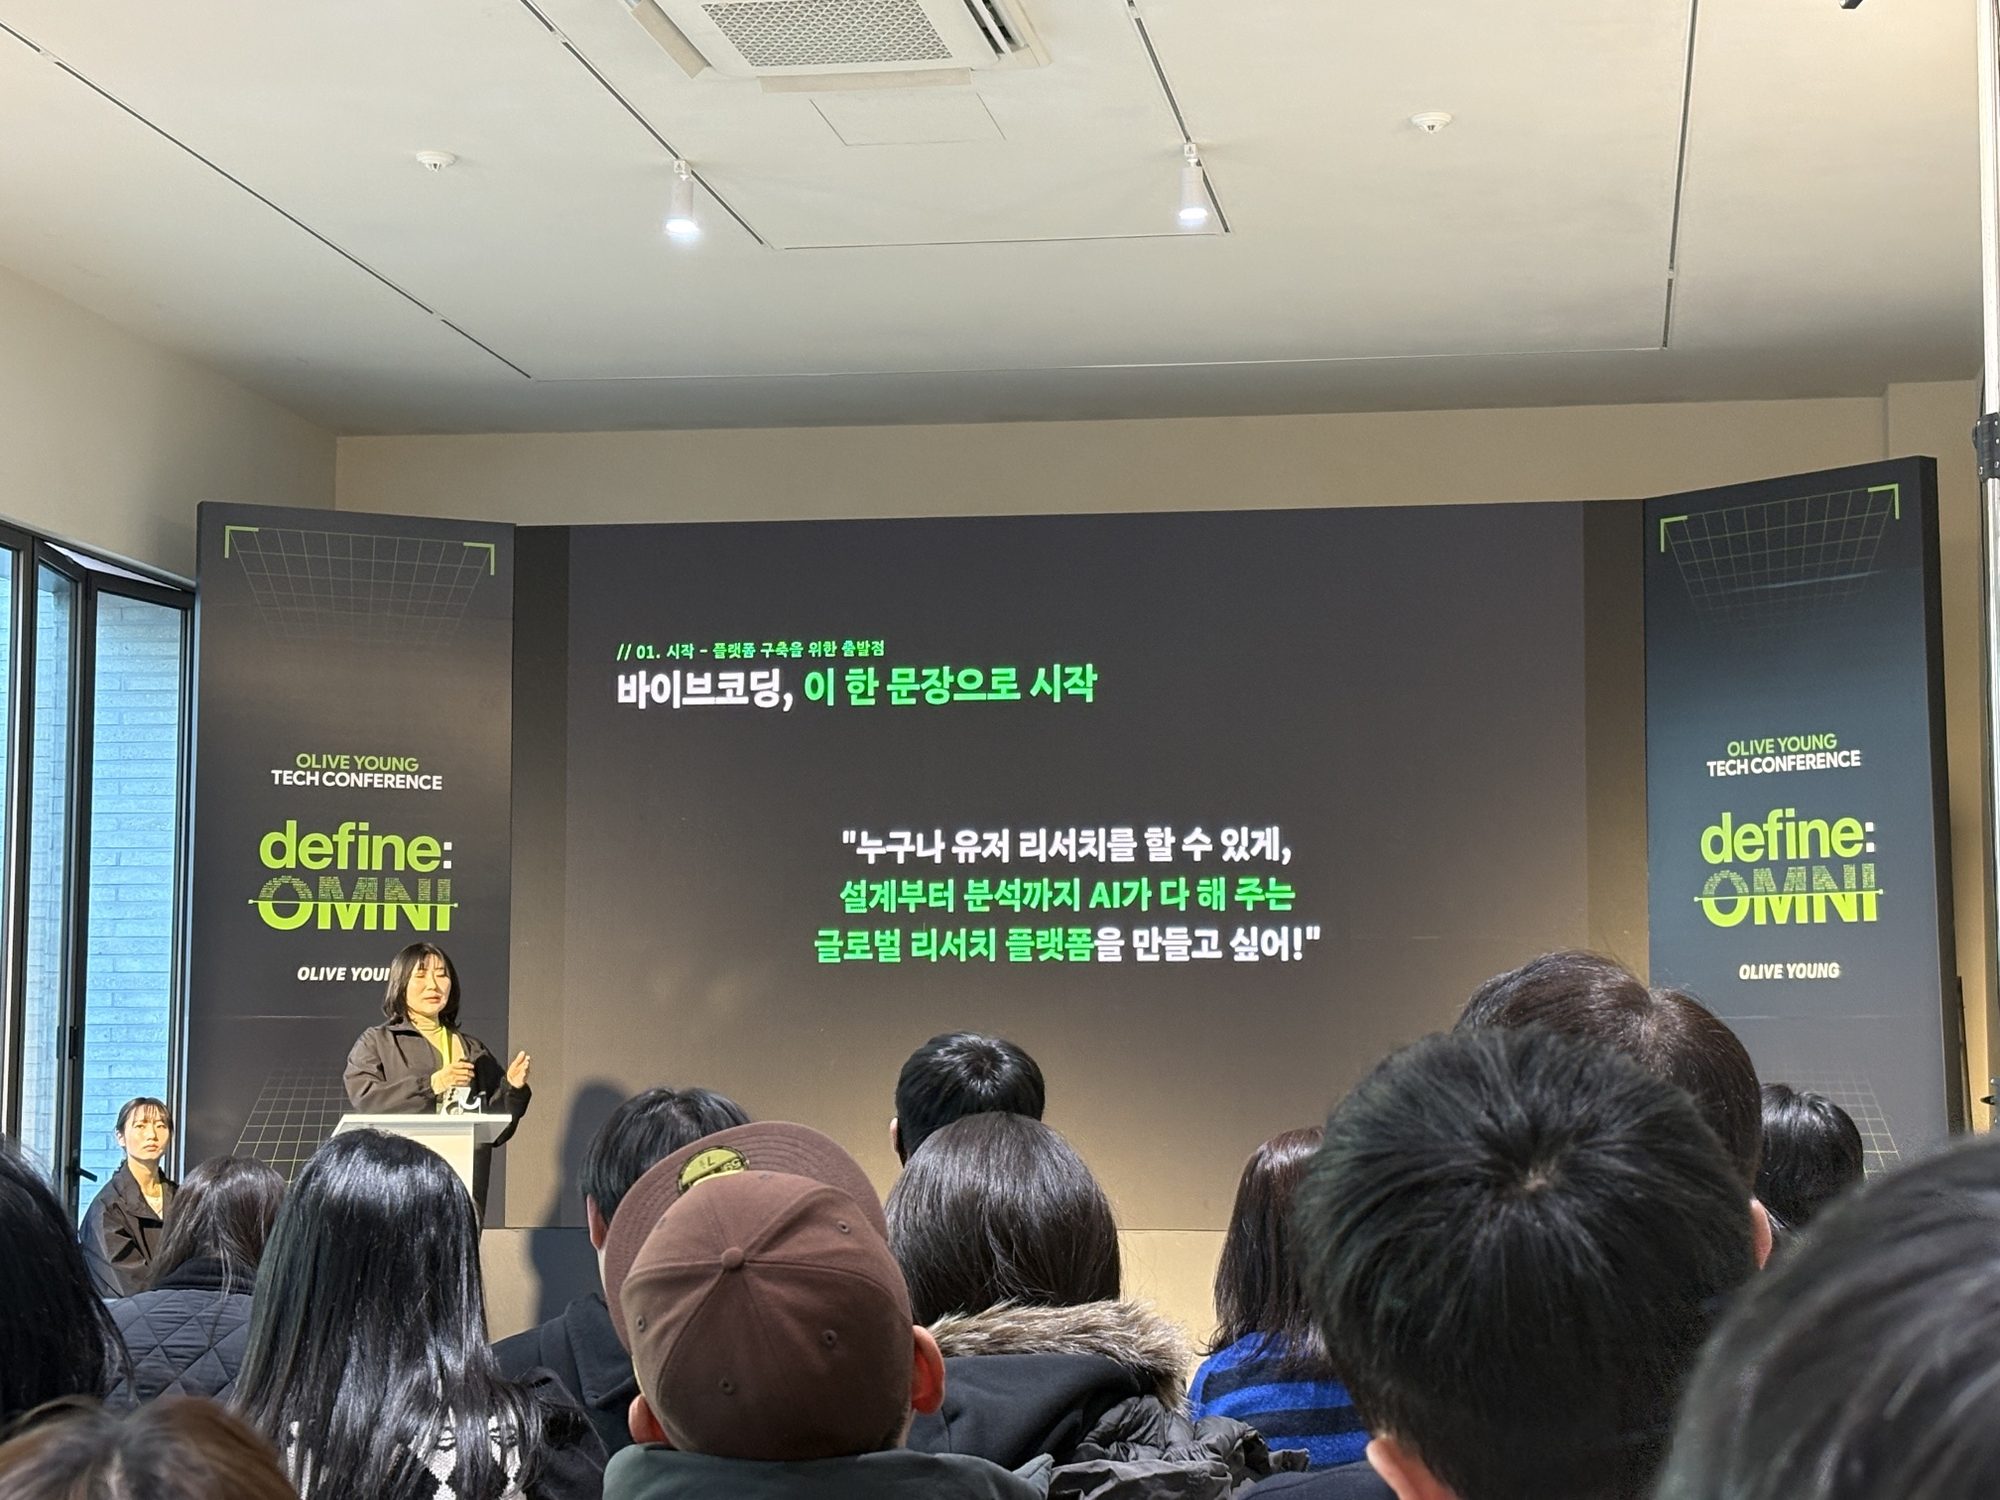 // 01. 시작 - 플랫폼 구축을 위한 출발점
바이브코딩, 이 한 문장으로 시작
"누구나 유저 리서치를 할 수 있게,
설계부터 분석까지 AI가 다 해 주는
글로벌 리서치 플랫폼을 만들고 싶어!"
OLIVE YOUNG
TECH CONFERENCE
define:
OMNI
OLIVE YOU
OLIVE YOUNG
TECH CONFERENCE
define:
OMNI
OLIVE YOUNG